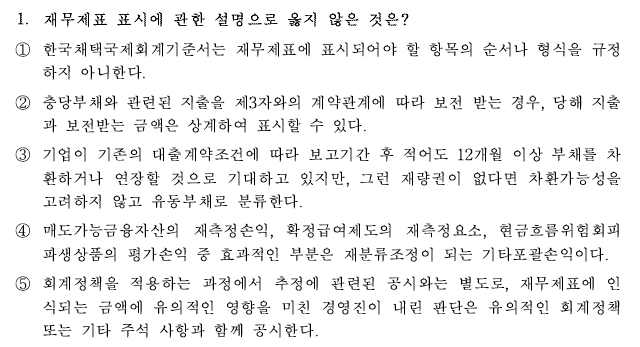 1. 재무제표 표시에 관한 설명으로 옳지 않은 것은?
① 한국채택국제회계기준서는 재무제표에 표시되어야 할 항목의 순서나 형식을 규정
하지 아니한다.
② 충당부채와 관련된 지출을 제3자와의 계약관계에 따라 보전 받는 경우, 당해 지출
과 보전받는 금액은 상계하여 표시할 수 있다.
③ 기업이 기존의 대출계약조건에 따라 보고기간 후 적어도 12개월 이상 부채를 차
환하거나 연장할 것으로 기대하고 있지만, 그런 재량권이 없다면 차환가능성을
고려하지 않고 유동부채로 분류한다.
④ 매도가능금융자산의 재측정손익, 확정급여제도의 재측정요소, 현금흐름위험회피
파생상품의 평가손익 중 효과적인 부분은 재분류조정이 되는 기타포괄손익이다.
⑤ 회계정책을 적용하는 과정에서 추정에 관련된 공시와는 별도로, 재무제표에 인
식되는 금액에 유의적인 영향을 미친 경영진이 내린 판단은 유의적인 회계정책
또는 기타 주석 사항과 함께 공시한다.